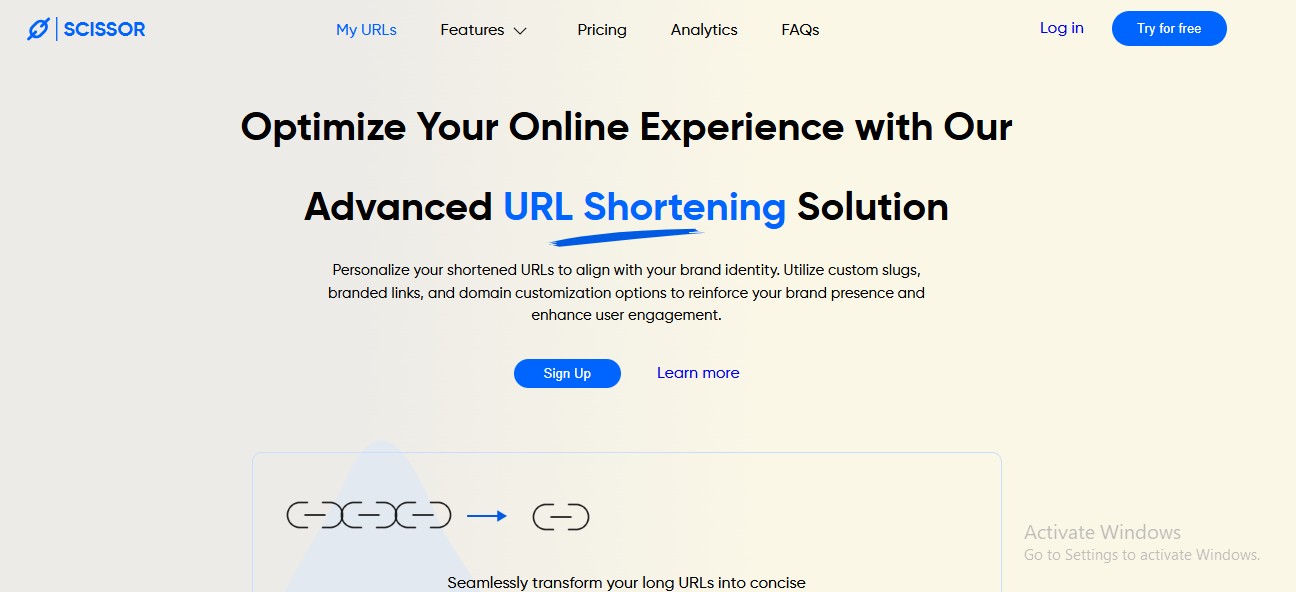 SCISSOR
My URLs
Features
Pricing
Analytics
FAQs
Log in
Try for free
Optimize Your Online Experience with Our
Advanced URL Shortening Solution
Personalize your shortened URLs to align with your brand identity. Utilize custom slugs,
branded links, and domain customization options to reinforce your brand presence and
enhance user engagement.
Sign Up
Learn more
Activate Windows
Go to Settings to activate Windows.
Seamlessly transform your long URLs into concise